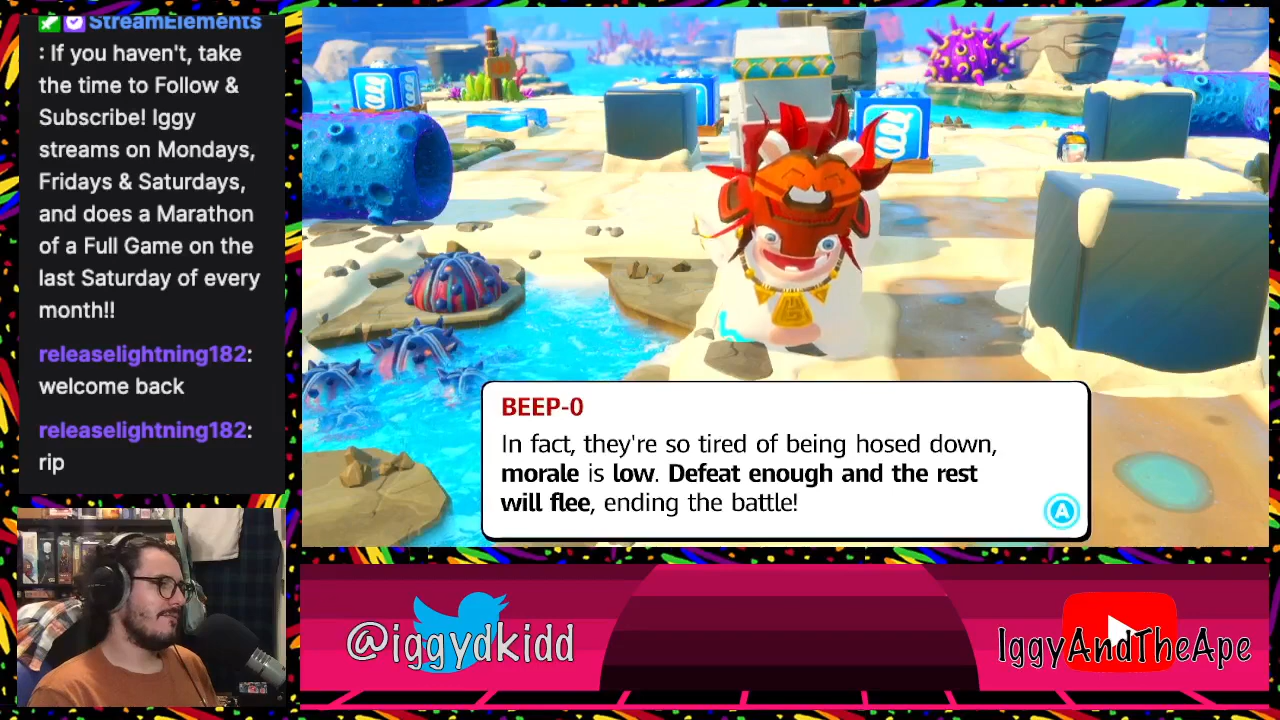 StreamElements
: If you haven't, take
the time to Follow &
Subscribe! Iggy
streams on Mondays,
Fridays & Saturdays,
and does a Marathon
of a Full Game on the
last Saturday of every
month!!
releaselightning182:
welcome back
releaselightning182:
rip
BEEP-0
In fact, they're so tired of being hosed down,
morale is low. Defeat enough and the rest
will flee, ending the battle!
A
@iggydkidd
IggyAndTheApe